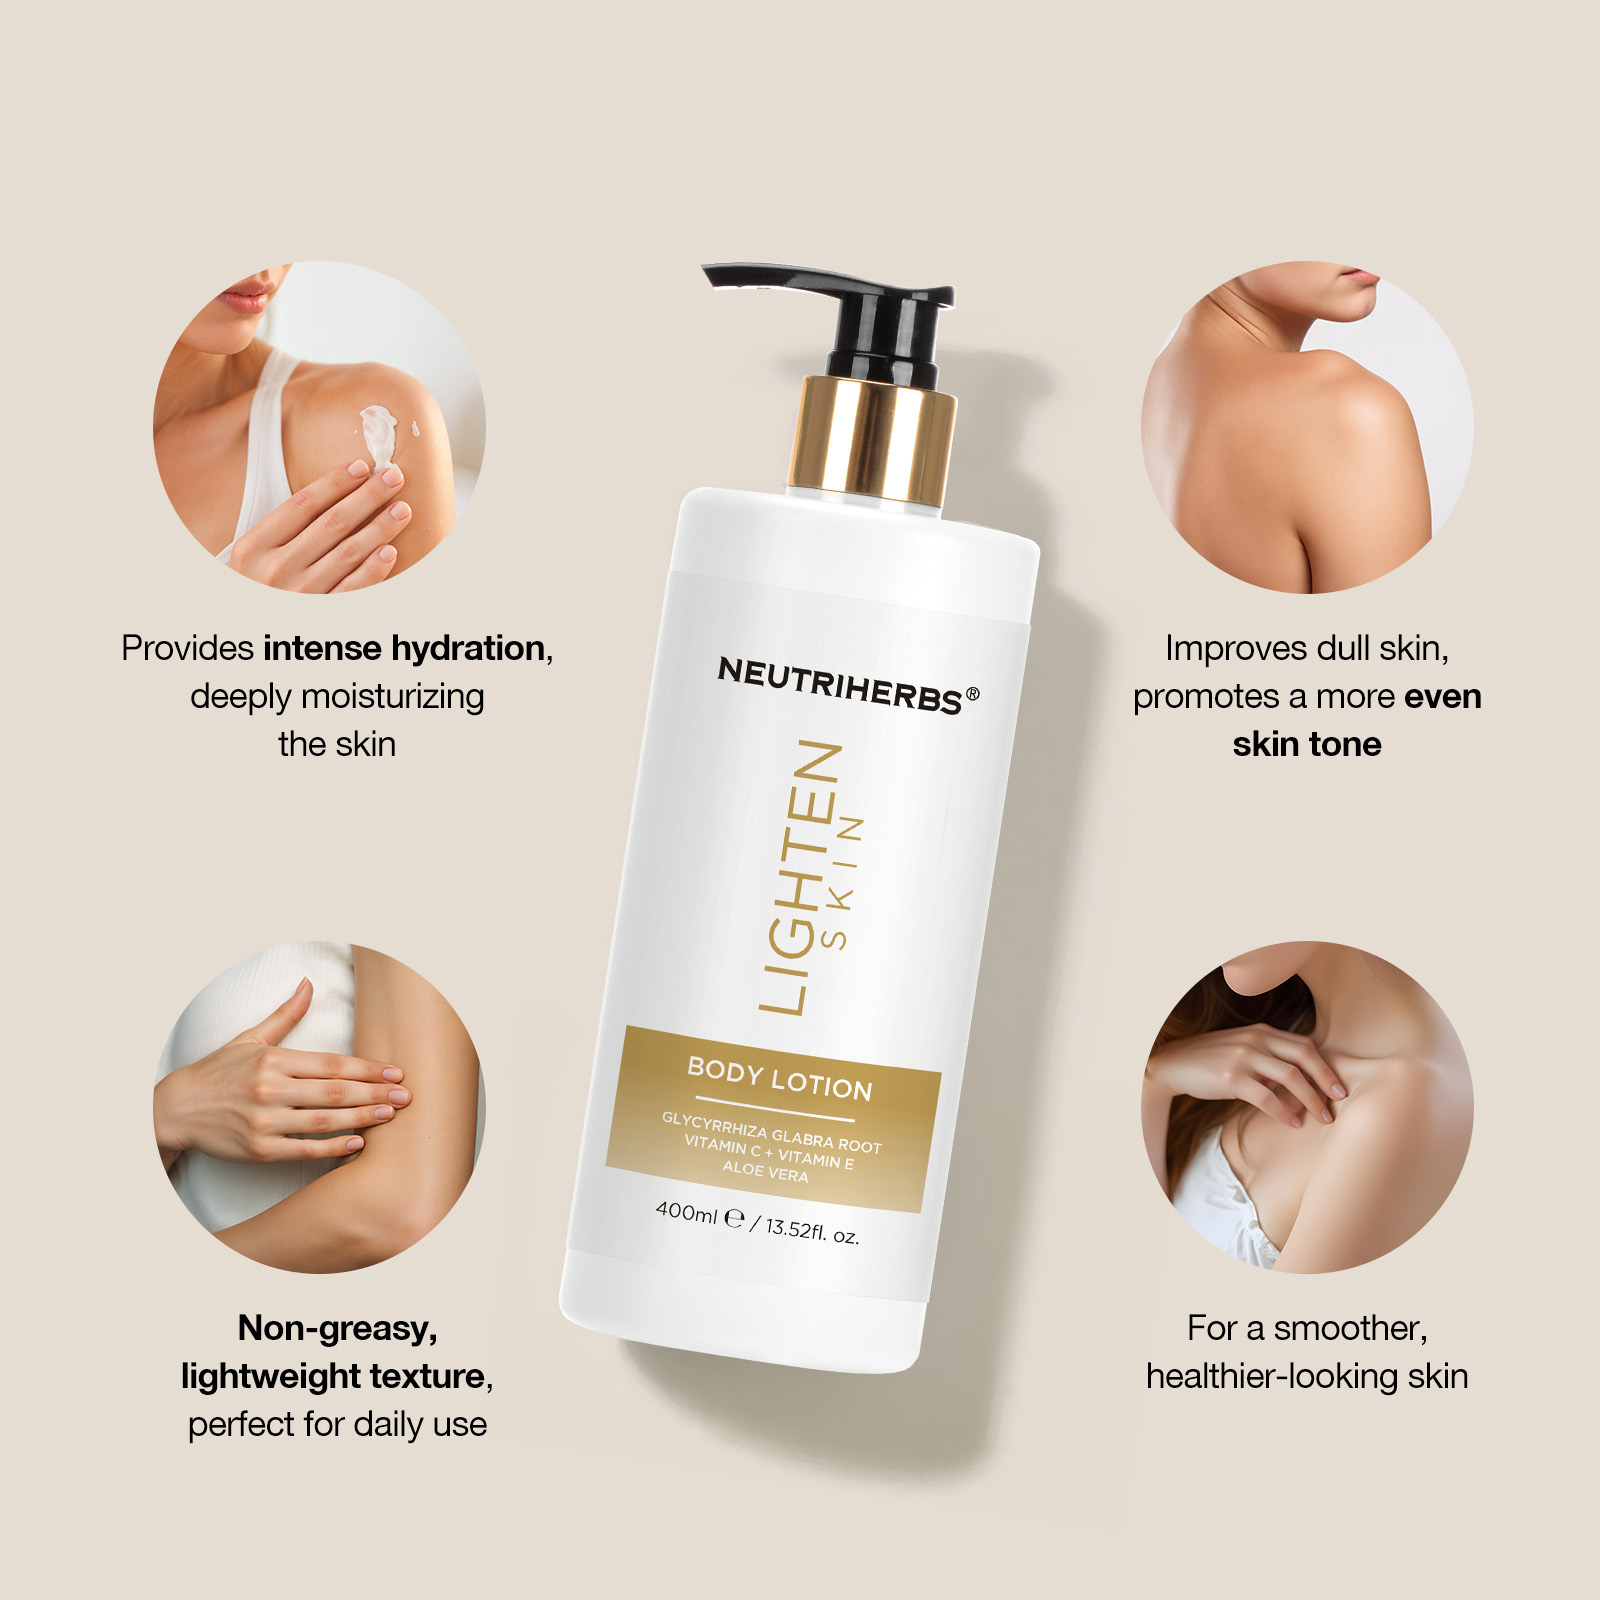 Provides intense hydration,
deeply moisturizing
the skin
Improves dull skin,
promotes a more even
skin tone
NEUTRIHERBS®
LIGHTEN
SKIN
BODY LOTION
GLYCYRRHIZA GLABRA ROOT
VITAMIN C + VITAMIN E
ALOE VERA
400ml ℮ / 13.52fl. oz.
Non-greasy,
lightweight texture,
perfect for daily use
For a smoother,
healthier-looking skin